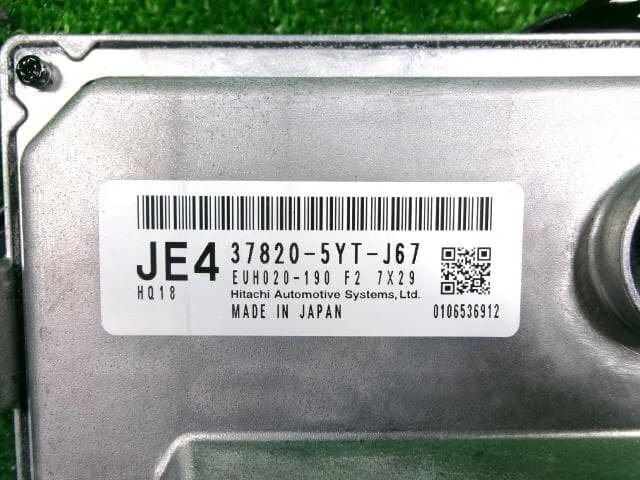 JE4 37820-5YT-J67
HQ18 EUH020-190 F2 7X29
Hitachi Automotive Systems, Ltd.
MADE IN JAPAN 0106536912